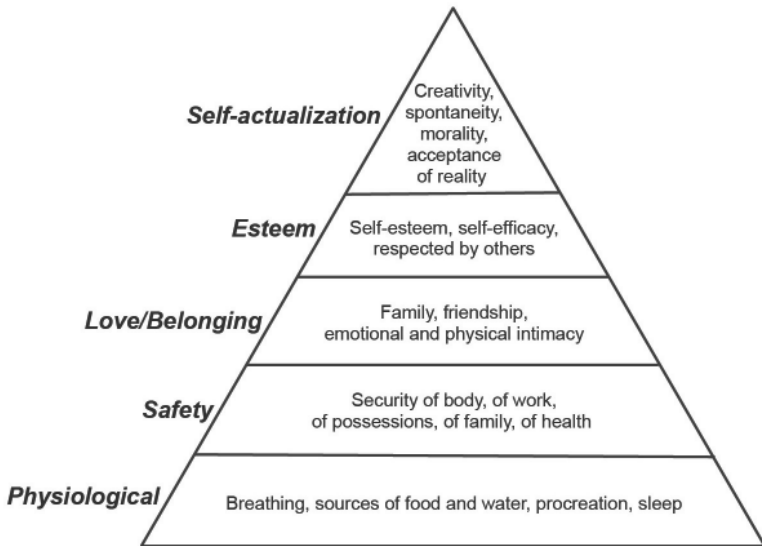 Self-actualization
Creativity,
spontaneity,
morality,
acceptance
of reality
Esteem
Self-esteem, self-efficacy,
respected by others
Love/Belonging
Family, friendship,
emotional and physical intimacy
Safety
Security of body, of work,
of possessions, of family, of health
Physiological
Breathing, sources of food and water, procreation, sleep